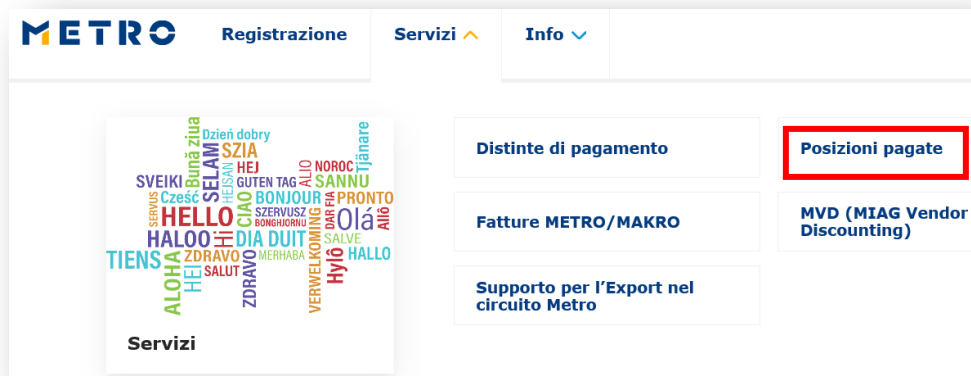 METRO
Registrazione
Servizi
Info
Bună ziua
Dzień dobry
SZIA
Tjänare
SELAM
HEJSAN
HEJ
ALIO
NOROC
SVEIKI
GUTEN TAG
SANNU
SERVUS
Cześć
CIAO
BONJOUR
DAR FIA
PRONTO
HELLO
SZERVUSZ
BONGHJORNU
Olá
Allô
HALOO
HI
DIA DUIT
SALVE
TIENS
ALOHA
HEI
ZDRAVO
SALUT
ZDRAVO
MERHABA
VERWELKOMING
Hylô
HALLO
Servizi
Distinte di pagamento
Posizioni pagate
Fatture METRO/MAKRO
MVD (MIAG Vendor
Discounting)
Supporto per l’Export nel
circuito Metro